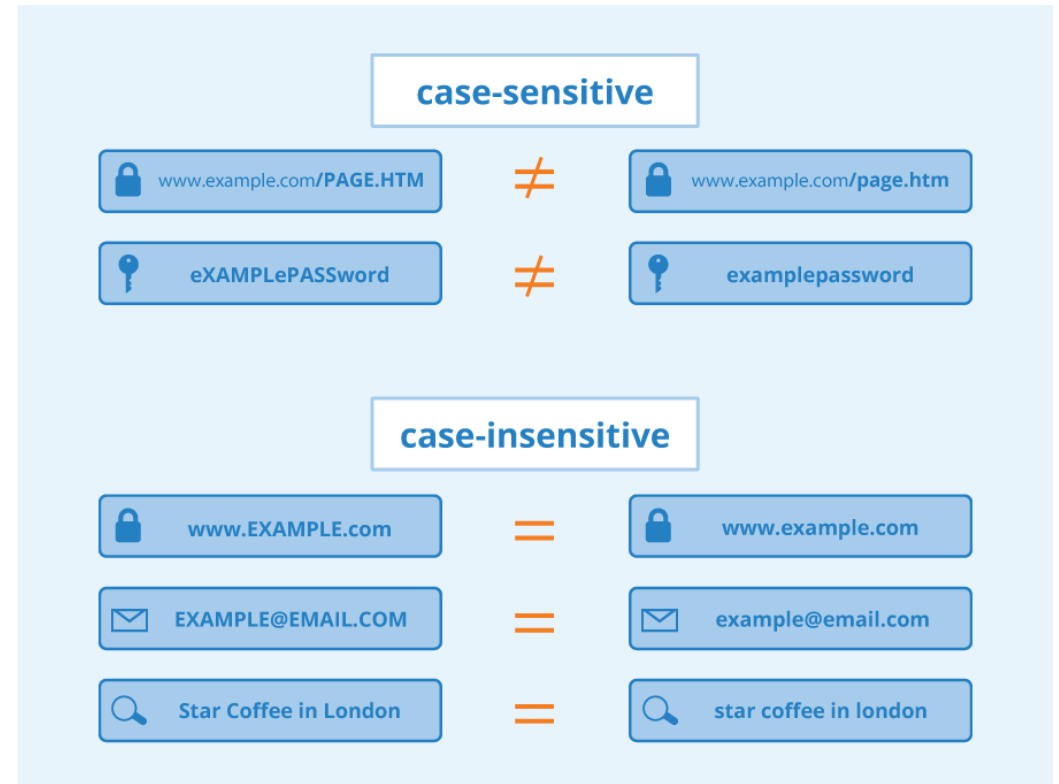 case-sensitive
www.example.com/PAGE.HTM ≠ www.example.com/page.htm
eXAMPLePASSword ≠ examplepassword
case-insensitive
www.EXAMPLE.com = www.example.com
EXAMPLE@EMAIL.COM = example@email.com
Star Coffee in London = star coffee in london